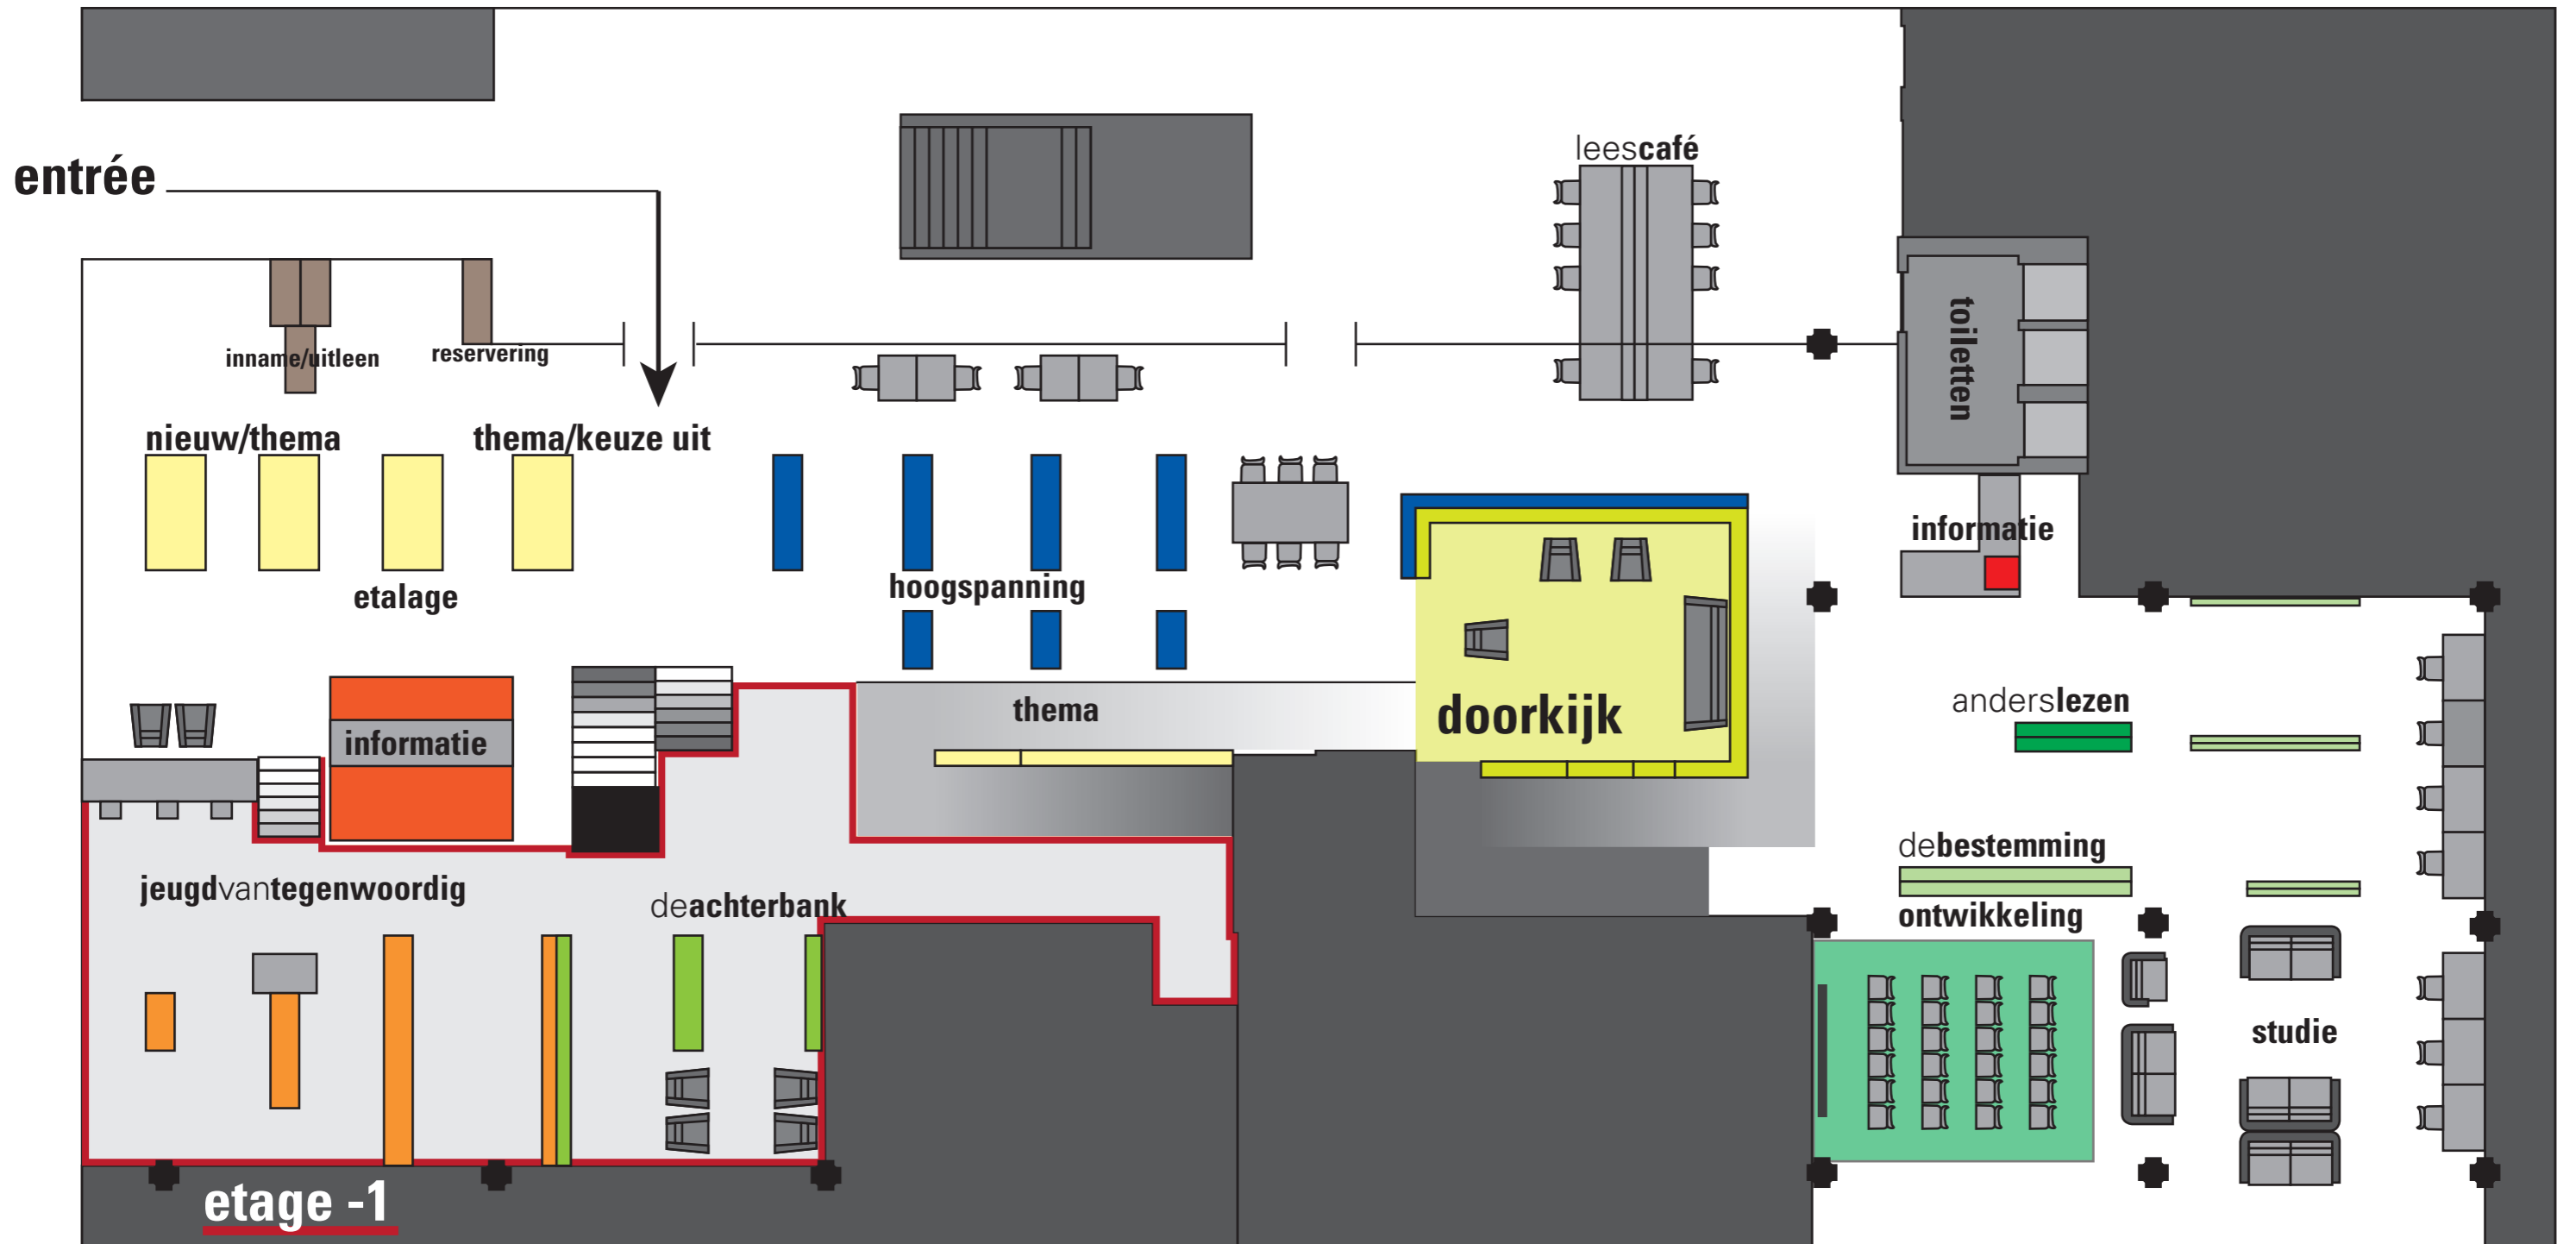 leescafé
entrée
toiletten
inname/uitleen
reservering
nieuw/thema
thema/keuze uit
informatie
hoogspanning
etalage
anderslezen
thema
doorkijk
informatie
debestemming
jeugdvantegenwoordig
deachterbank
ontwikkeling
studie
etage -1